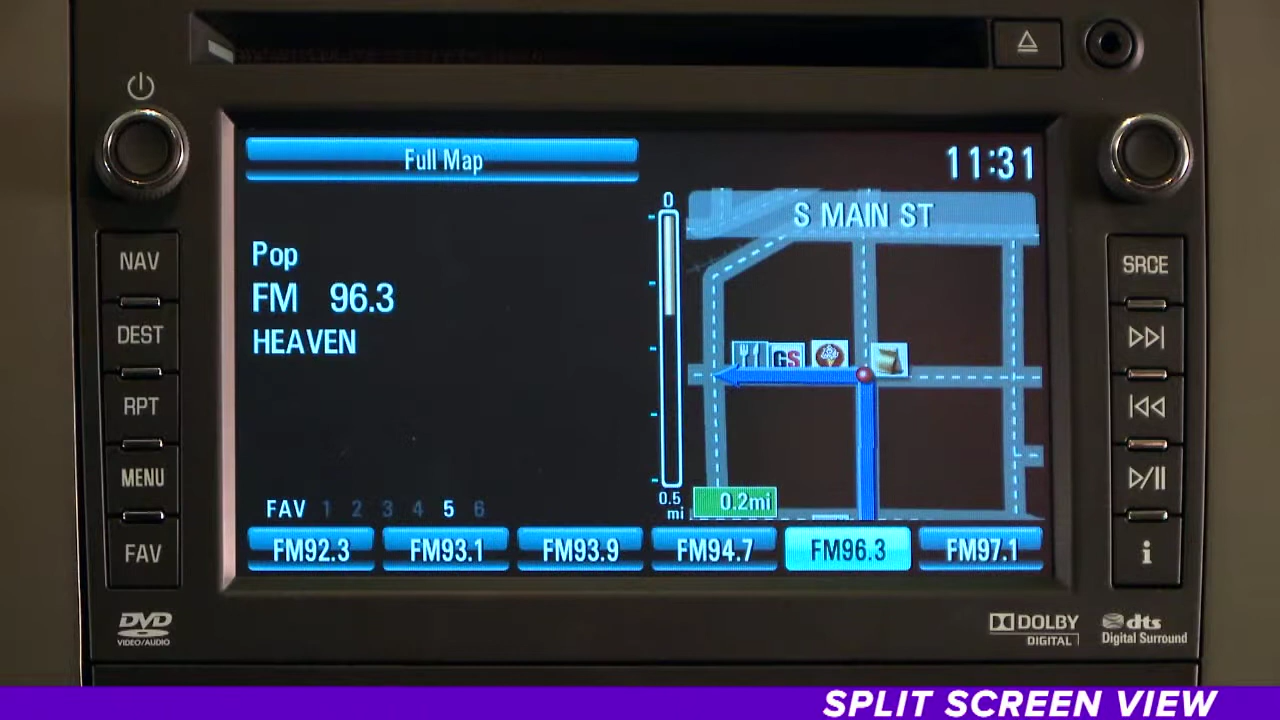 Full Map
11:31
S MAIN ST
0
Pop
FM 96.3
HEAVEN
GS
0.5
mi
0.2mi
FAV 1 2 3 4 5 6
FM92.3 FM93.1 FM93.9 FM94.7 FM96.3 FM97.1
NAV
DEST
RPT
MENU
FAV
SRCE
i
DVD
VIDEO/AUDIO
DOLBY
DIGITAL
dts
Digital Surround
SPLIT SCREEN VIEW